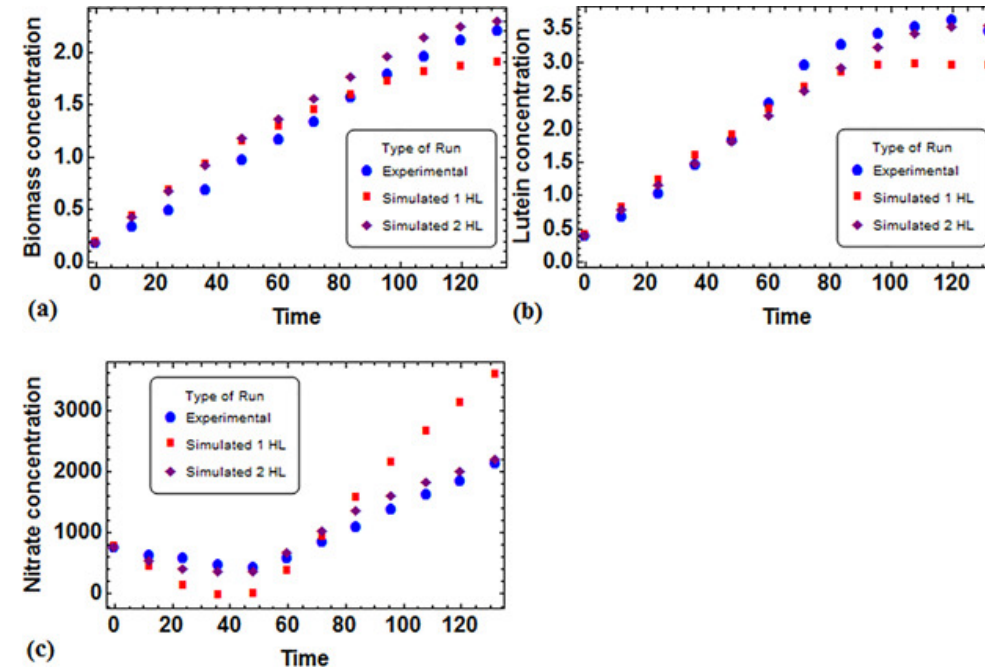 Biomass concentration
2.0
1.5
1.0
0.5
0.0
0 20 40 60 80 100 120
Time
Type of Run
Experimental
Simulated 1 HL
Simulated 2 HL
(a)
Lutein concentration
3.5
3.0
2.5
2.0
1.5
1.0
0.5
0.0
0 20 40 60 80 100 120
Time
Type of Run
Experimental
Simulated 1 HL
Simulated 2 HL
(b)
Nitrate concentration
3000
2000
1000
0
0 20 40 60 80 100 120
Time
Type of Run
Experimental
Simulated 1 HL
Simulated 2 HL
(c)